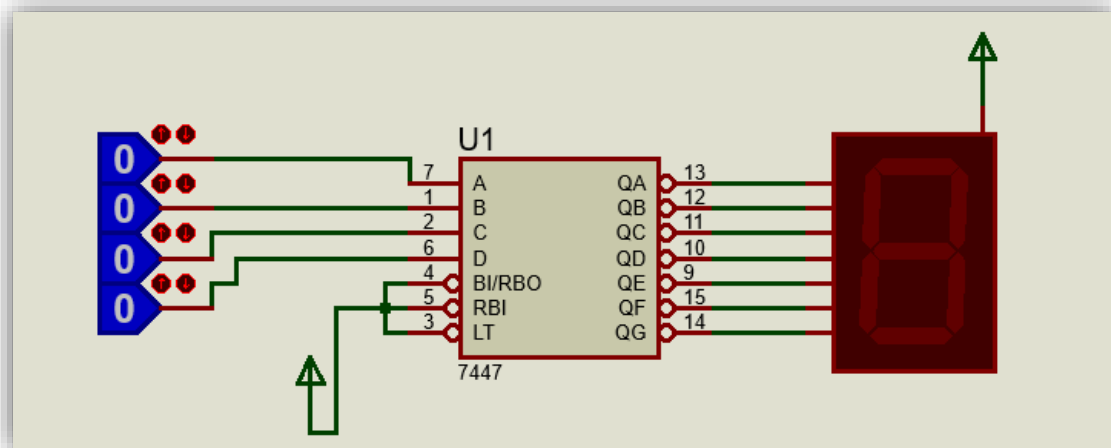 U1
0
0
0
0
7 A QA 13
1 B QB 12
2 C QC 11
6 D QD 10
4 BI/RBO QE 9
5 RBI QF 15
3 LT QG 14
7447